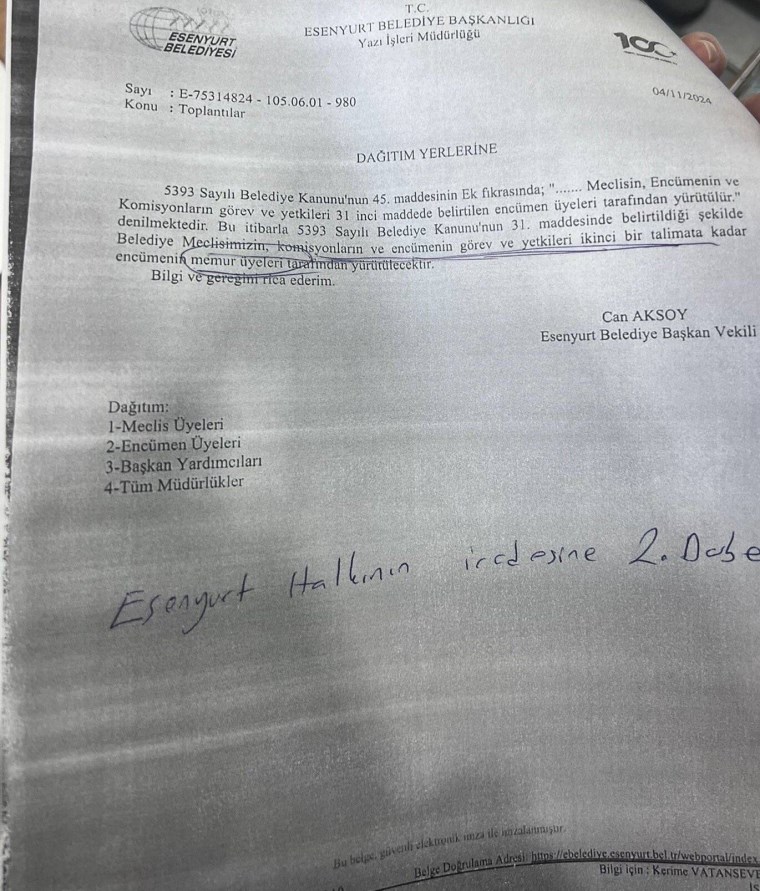 ESENYURT
BELEDİYESİ
T.C.
ESENYURT BELEDİYE BAŞKANLIĞI
Yazı İşleri Müdürlüğü
100
Sayı : E-75314824 - 105.06.01 - 980
Konu : Toplantılar
04/11/2024
DAĞITIM YERLERİNE
5393 Sayılı Belediye Kanunu'nun 45. maddesinin Ek fıkrasında; "....... Meclisin, Encümenin ve
Komisyonların görev ve yetkileri 31 inci maddede belirtilen encümen üyeleri tarafından yürütülür."
denilmektedir. Bu itibarla 5393 Sayılı Belediye Kanunu'nun 31. maddesinde belirtildiği şekilde
Belediye Meclisimizin, komisyonların ve encümenin görev ve yetkileri ikinci bir talimata kadar
encümenin memur üyeleri tarafından yürütülecektir.
Bilgi ve gereğini rica ederim.
Can AKSOY
Esenyurt Belediye Başkan Vekili
Dağıtım:
1-Meclis Üyeleri
2-Encümen Üyeleri
3-Başkan Yardımcıları
4-Tüm Müdürlükler
Esenyurt Halkının iradesine 2. Dabe
Bu belge, güvenli elektronik imza ile imzalanmıştır.
Belge Doğrulama Adresi: https://ebelediye.esenyurt.bel.tr/webportal/index
Bilgi için : Kerime VATANSEVE